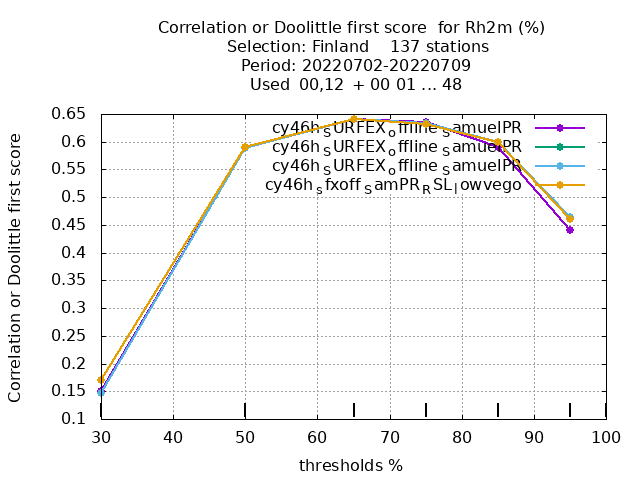 Correlation or Doolittle first score for Rh2m (%)
Selection: Finland 137 stations
Period: 20220702-20220709
Used 00,12 + 00 01 ... 48
Correlation or Doolittle first score
0.65
0.6
0.55
0.5
0.45
0.4
0.35
0.3
0.25
0.2
0.15
0.1
cy46h_SURFEX_offline_SamuelPR
cy46h_SURFEX_offline_SamuelPR
cy46h_SURFEX_offline_SamuelPR
cy46h_sfxoff_SamPR_RSL_lowvego
30 40 50 60 70 80 90 100
thresholds %